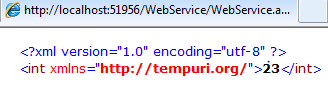 http://localhost:51956/WebService/WebService.a...
<?xml version="1.0" encoding="utf-8" ?>
<int xmlns="http://tempuri.org/">23</int>